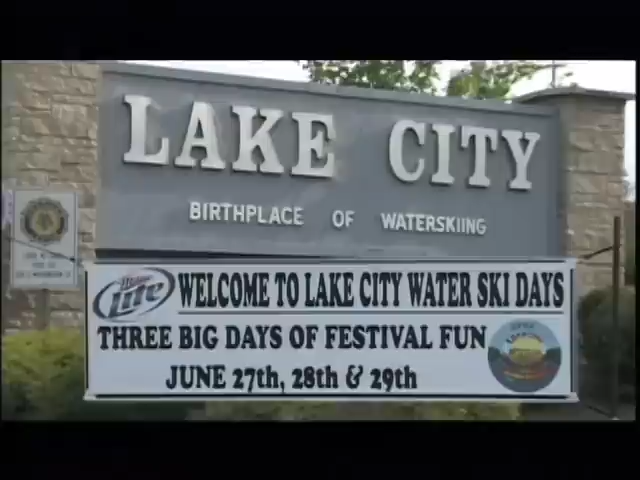 LAKE CITY
BIRTHPLACE OF WATERSKIING
Miller Lite
WELCOME TO LAKE CITY WATER SKI DAYS
THREE BIG DAYS OF FESTIVAL FUN
JUNE 27th, 28th & 29th